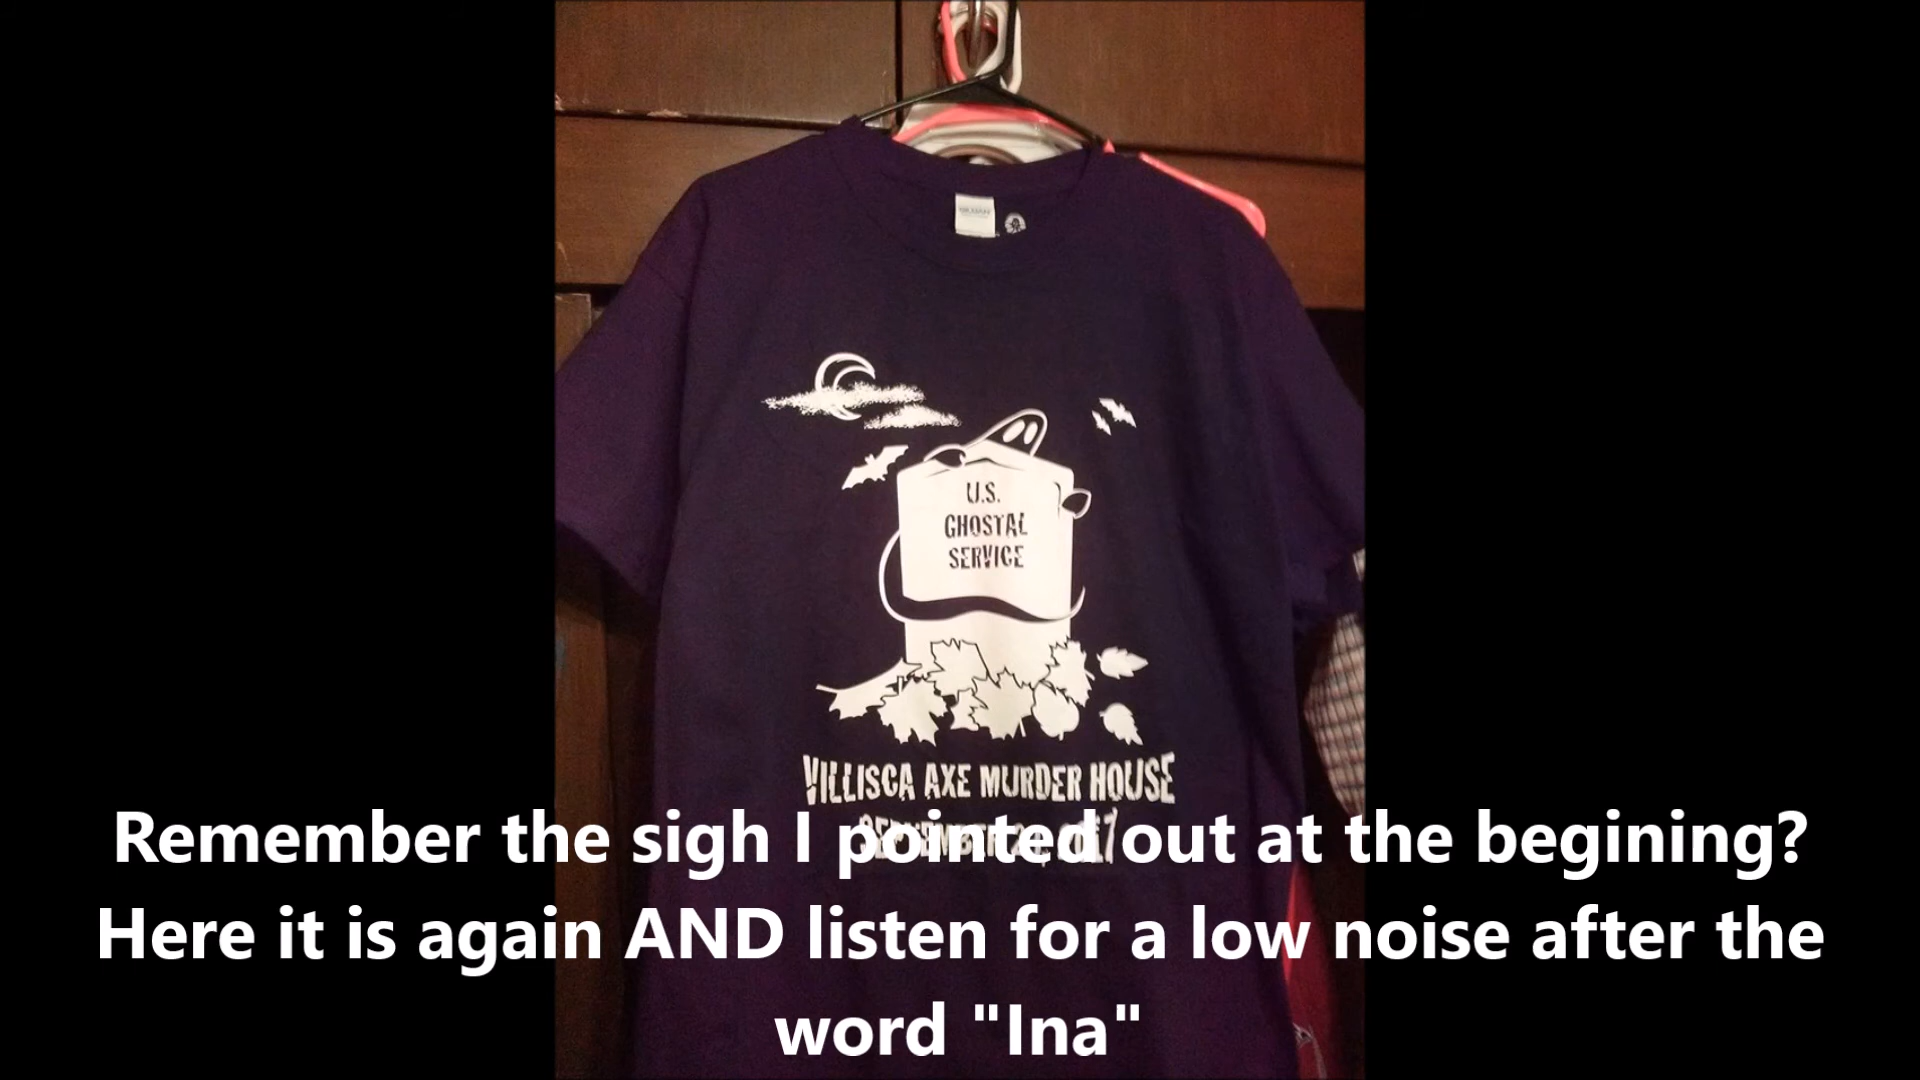 U.S.
GHOSTAL
SERVICE
VILLISCA AXE MURDER HOUSE
SEPTEMBER
Remember the sigh I pointed out at the begining?
Here it is again AND listen for a low noise after the
word "Ina"